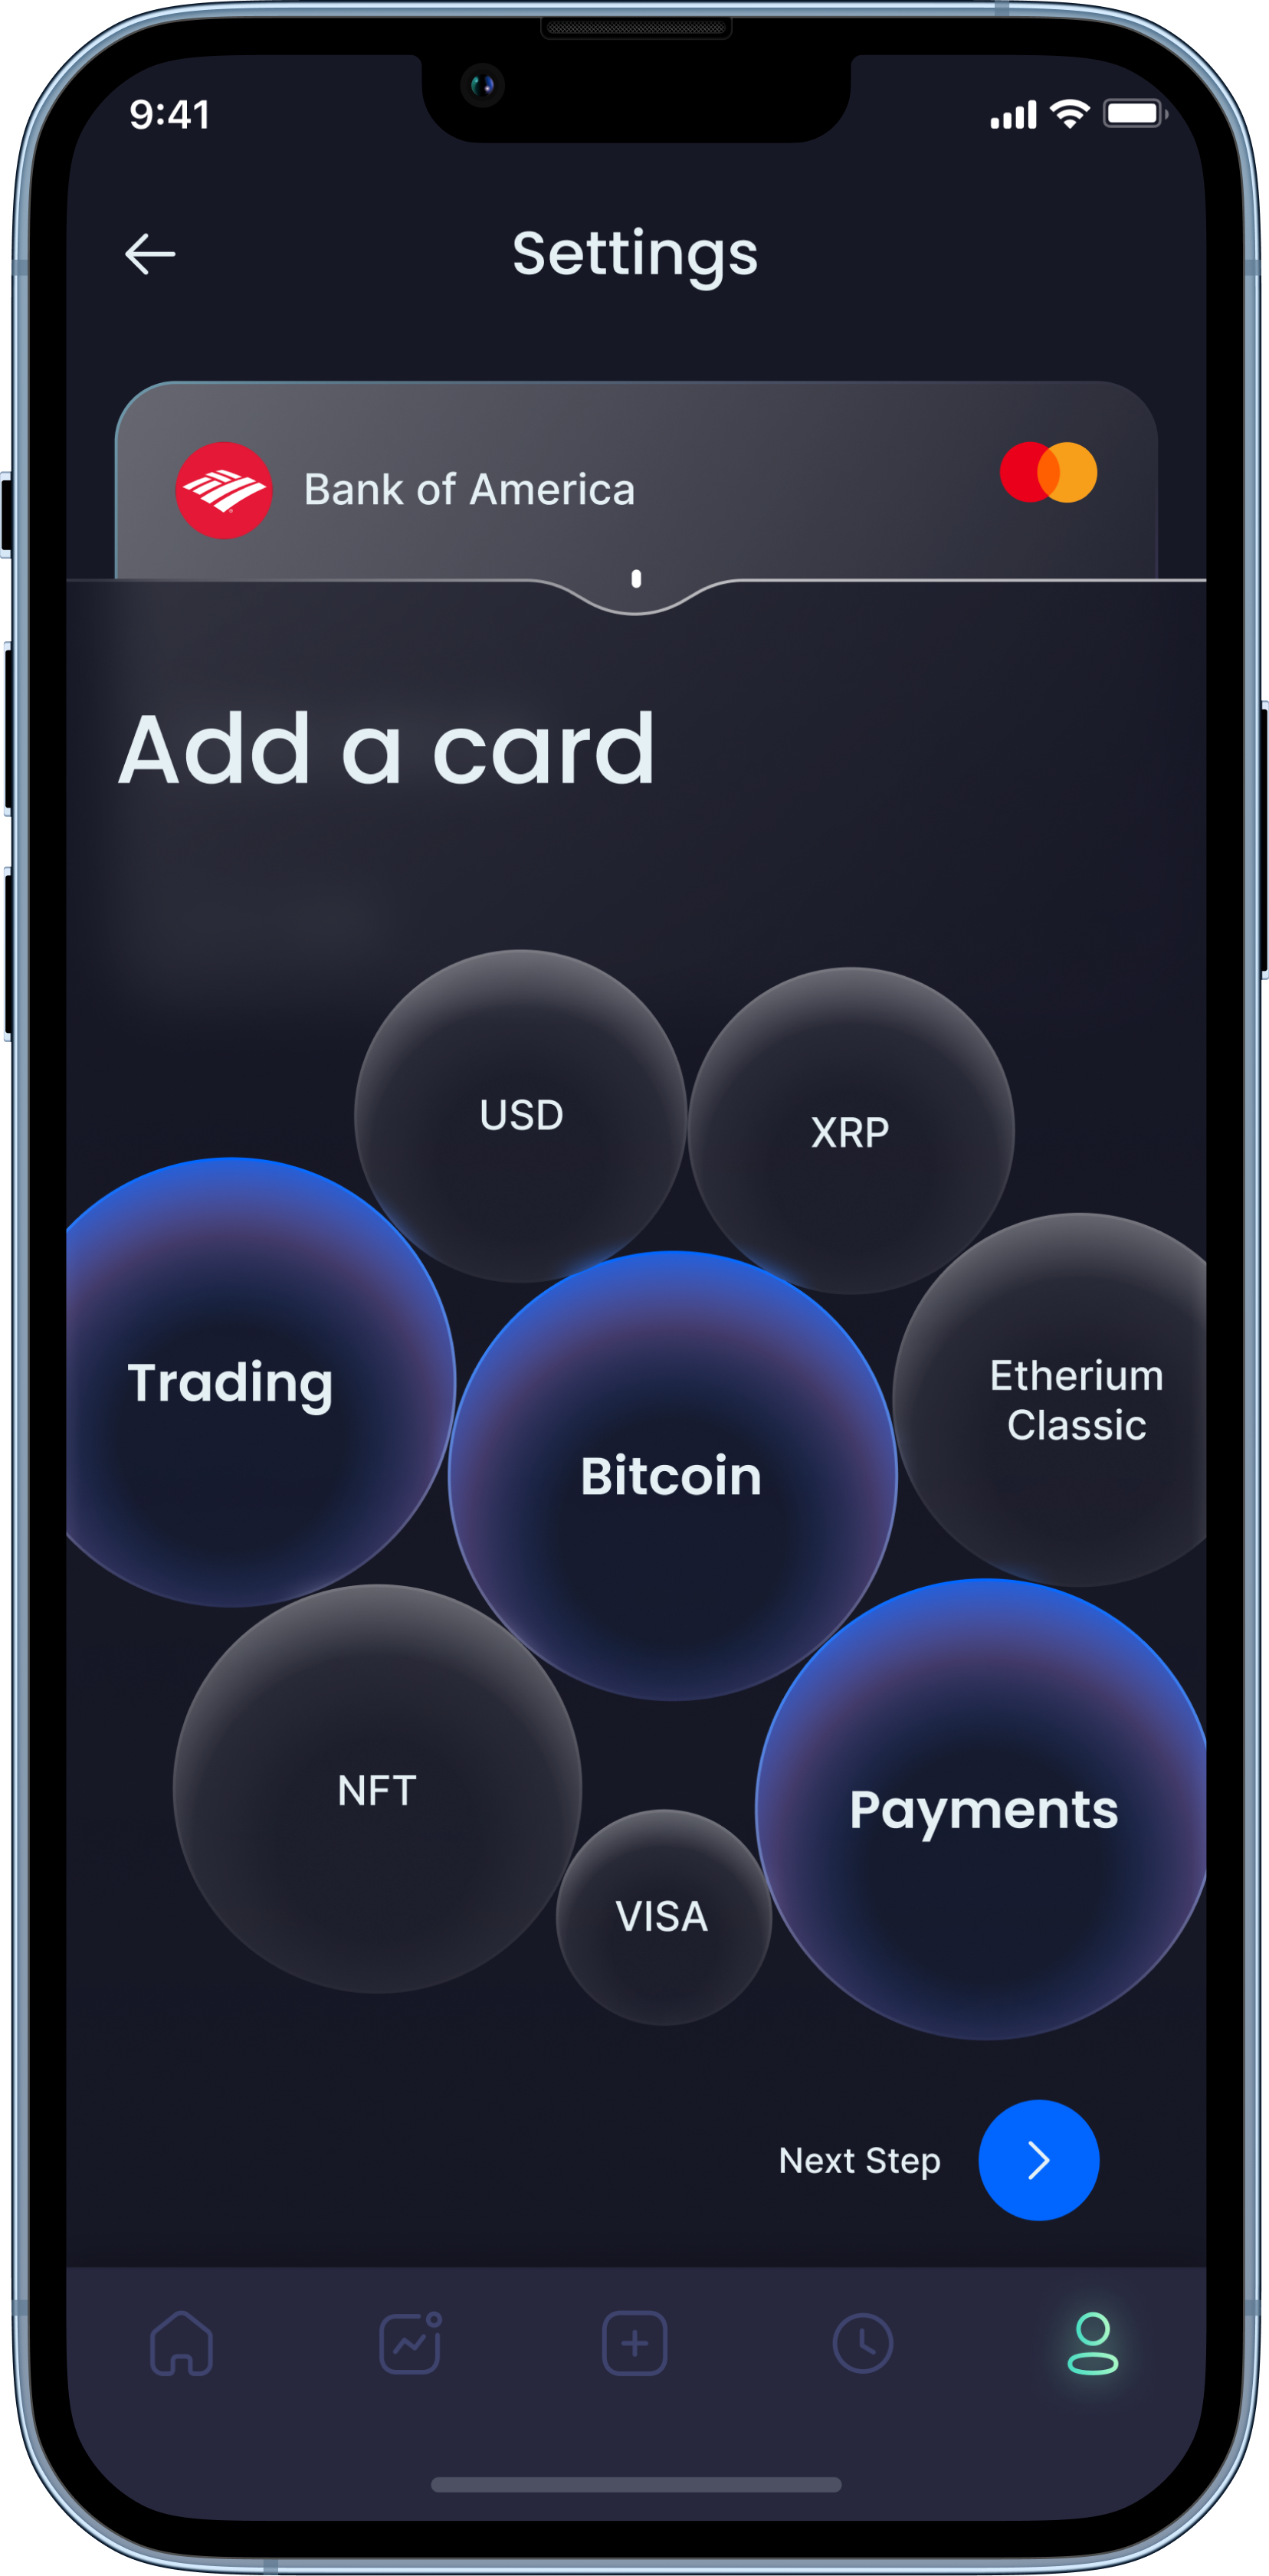 9:41
Settings
Bank of America
Add a card
USD
XRP
Trading
Etherium
Classic
Bitcoin
NFT
Payments
VISA
Next Step